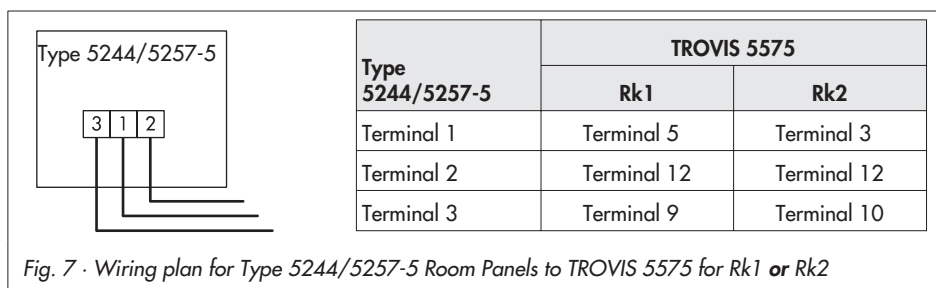 Type 5244/5257-5
3 1 2
Type
5244/5257-5
TROVIS 5575
Rk1 Rk2
Terminal 1 Terminal 5 Terminal 3
Terminal 2 Terminal 12 Terminal 12
Terminal 3 Terminal 9 Terminal 10
Fig. 7 · Wiring plan for Type 5244/5257-5 Room Panels to TROVIS 5575 for Rk1 or Rk2